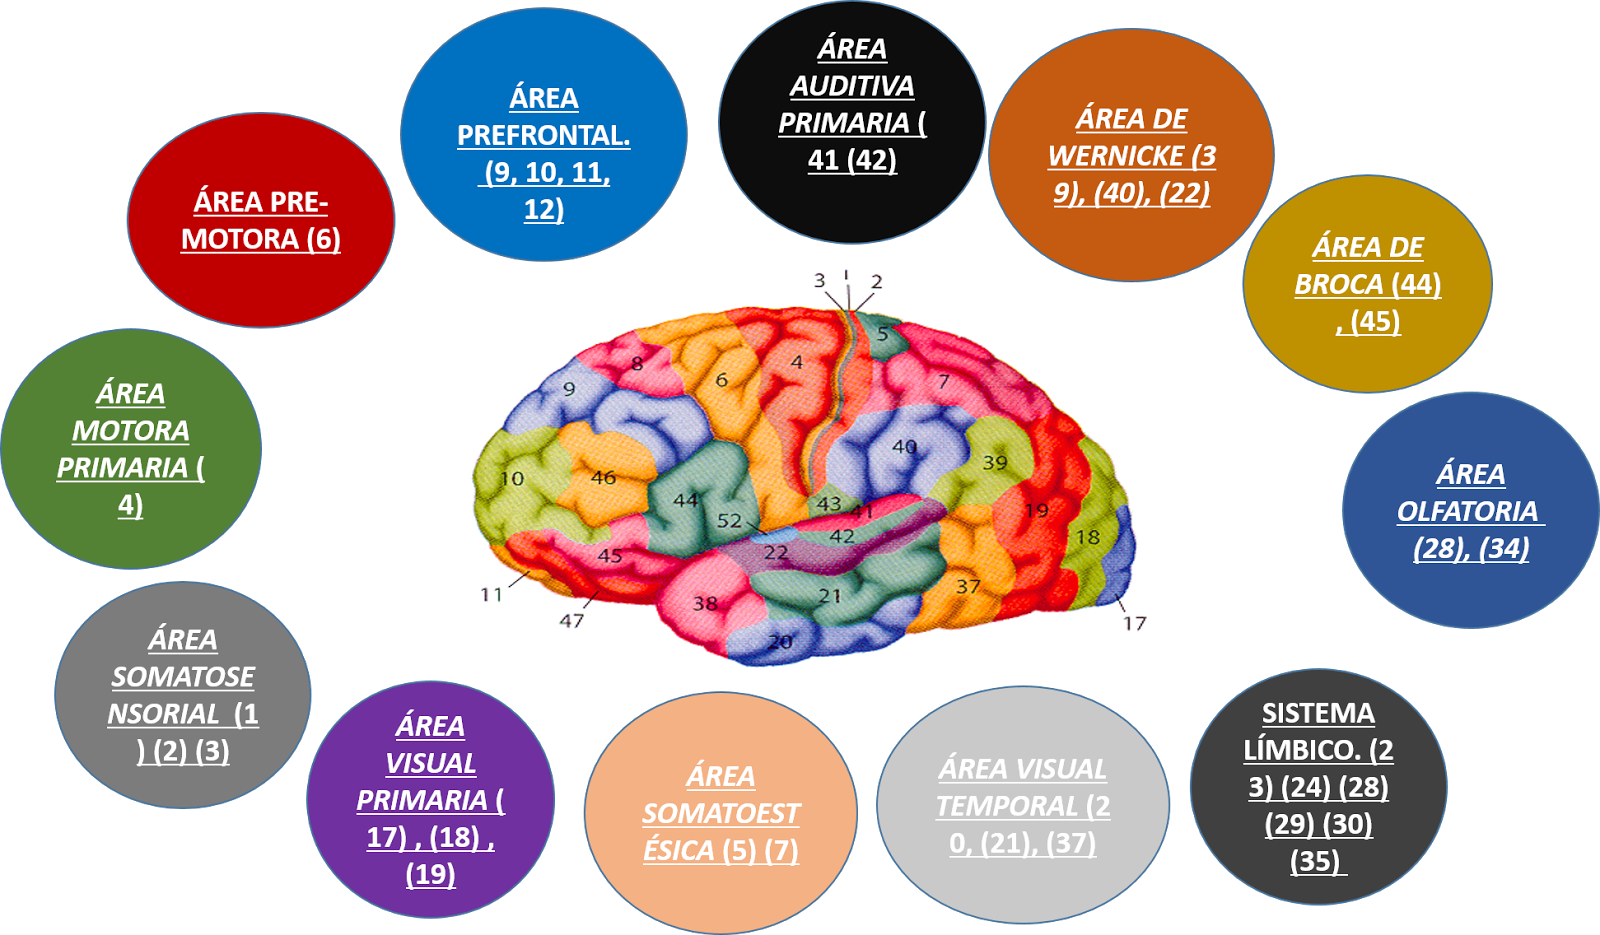 ÁREA
PREFRONTAL.
(9, 10, 11,
12)
ÁREA
AUDITIVA
PRIMARIA (
41 (42)
ÁREA DE
WERNICKE (3
9), (40), (22)
ÁREA PRE-
MOTORA (6)
ÁREA DE
BROCA (44)
, (45)
ÁREA
MOTORA
PRIMARIA (
4)
ÁREA
OLFATORIA
(28), (34)
ÁREA
SOMATOSE
NSORIAL (1
) (2) (3)
ÁREA
VISUAL
PRIMARIA (
17) , (18) ,
(19)
ÁREA
SOMATOEST
ÉSICA (5) (7)
ÁREA VISUAL
TEMPORAL (2
0, (21), (37)
SISTEMA
LÍMBICO. (2
3) (24) (28)
(29) (30)
(35)
3 1 2
5
8
6
4
7
9
40
39
10
46
44
43
41
19
52
42
18
22
45
37
11
38
21
47
17
20